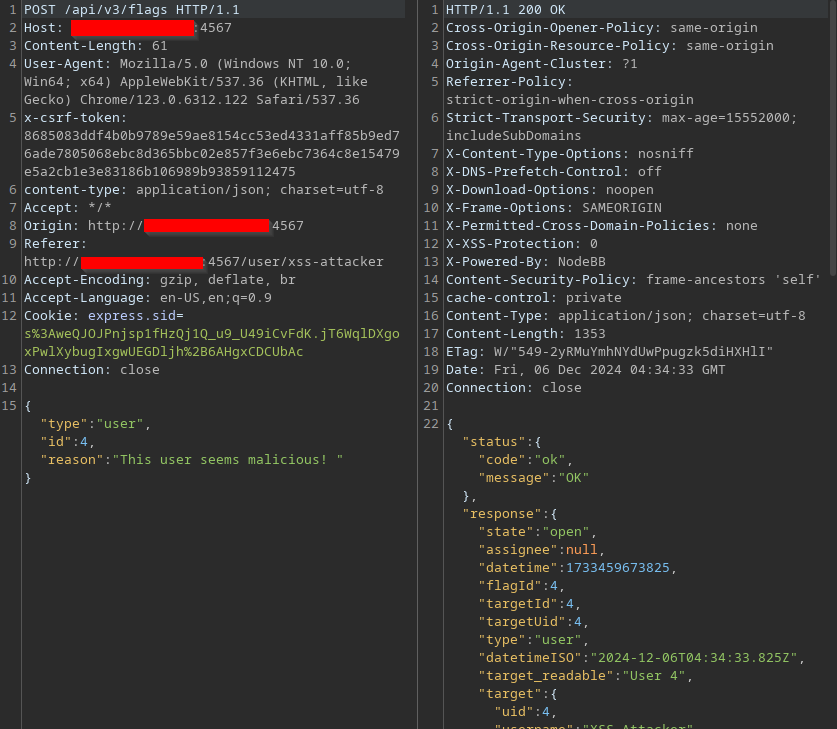 1 POST /api/v3/flags HTTP/1.1
2 Host: :4567
3 Content-Length: 61
4 User-Agent: Mozilla/5.0 (Windows NT 10.0;
Win64; x64) AppleWebKit/537.36 (KHTML, like
Gecko) Chrome/123.0.6312.122 Safari/537.36
5 x-csrf-token:
8685083ddf4b0b9789e59ae8154cc53ed4331aff85b9ed7
6ade7805068ebc8d365bbc02e857f3e6ebc7364c8e15479
e5a2cb1e3e83186b106989b93859112475
6 content-type: application/json; charset=utf-8
7 Accept: */*
8 Origin: http:// 4567
9 Referer:
http:// :4567/user/xss-attacker
10 Accept-Encoding: gzip, deflate, br
11 Accept-Language: en-US,en;q=0.9
12 Cookie: express.sid=
s%3AweQJOJPnjsp1fHzQj1Q_u9_U49iCvFdK.jT6WqlDXgo
xPwlXybugIxgwUEGDljh%2B6AHgxCDCUbAc
13 Connection: close
14
15 {
"type":"user",
"id":4,
"reason":"This user seems malicious! "
}
1 HTTP/1.1 200 OK
2 Cross-Origin-Opener-Policy: same-origin
3 Cross-Origin-Resource-Policy: same-origin
4 Origin-Agent-Cluster: ?1
5 Referrer-Policy:
strict-origin-when-cross-origin
6 Strict-Transport-Security: max-age=15552000;
includeSubDomains
7 X-Content-Type-Options: nosniff
8 X-DNS-Prefetch-Control: off
9 X-Download-Options: noopen
10 X-Frame-Options: SAMEORIGIN
11 X-Permitted-Cross-Domain-Policies: none
12 X-XSS-Protection: 0
13 X-Powered-By: NodeBB
14 Content-Security-Policy: frame-ancestors 'self'
15 cache-control: private
16 Content-Type: application/json; charset=utf-8
17 Content-Length: 1353
18 ETag: W/"549-2yRMuYmhNYdUwPpugzk5diHXHlI"
19 Date: Fri, 06 Dec 2024 04:34:33 GMT
20 Connection: close
21
22 {
"status":{
"code":"ok",
"message":"OK"
},
"response":{
"state":"open",
"assignee":null,
"datetime":1733459673825,
"flagId":4,
"targetId":4,
"targetUid":4,
"type":"user",
"datetimeISO":"2024-12-06T04:34:33.825Z",
"target_readable":"User 4",
"target":{
"uid":4,
"username":"XSS-Attacker"